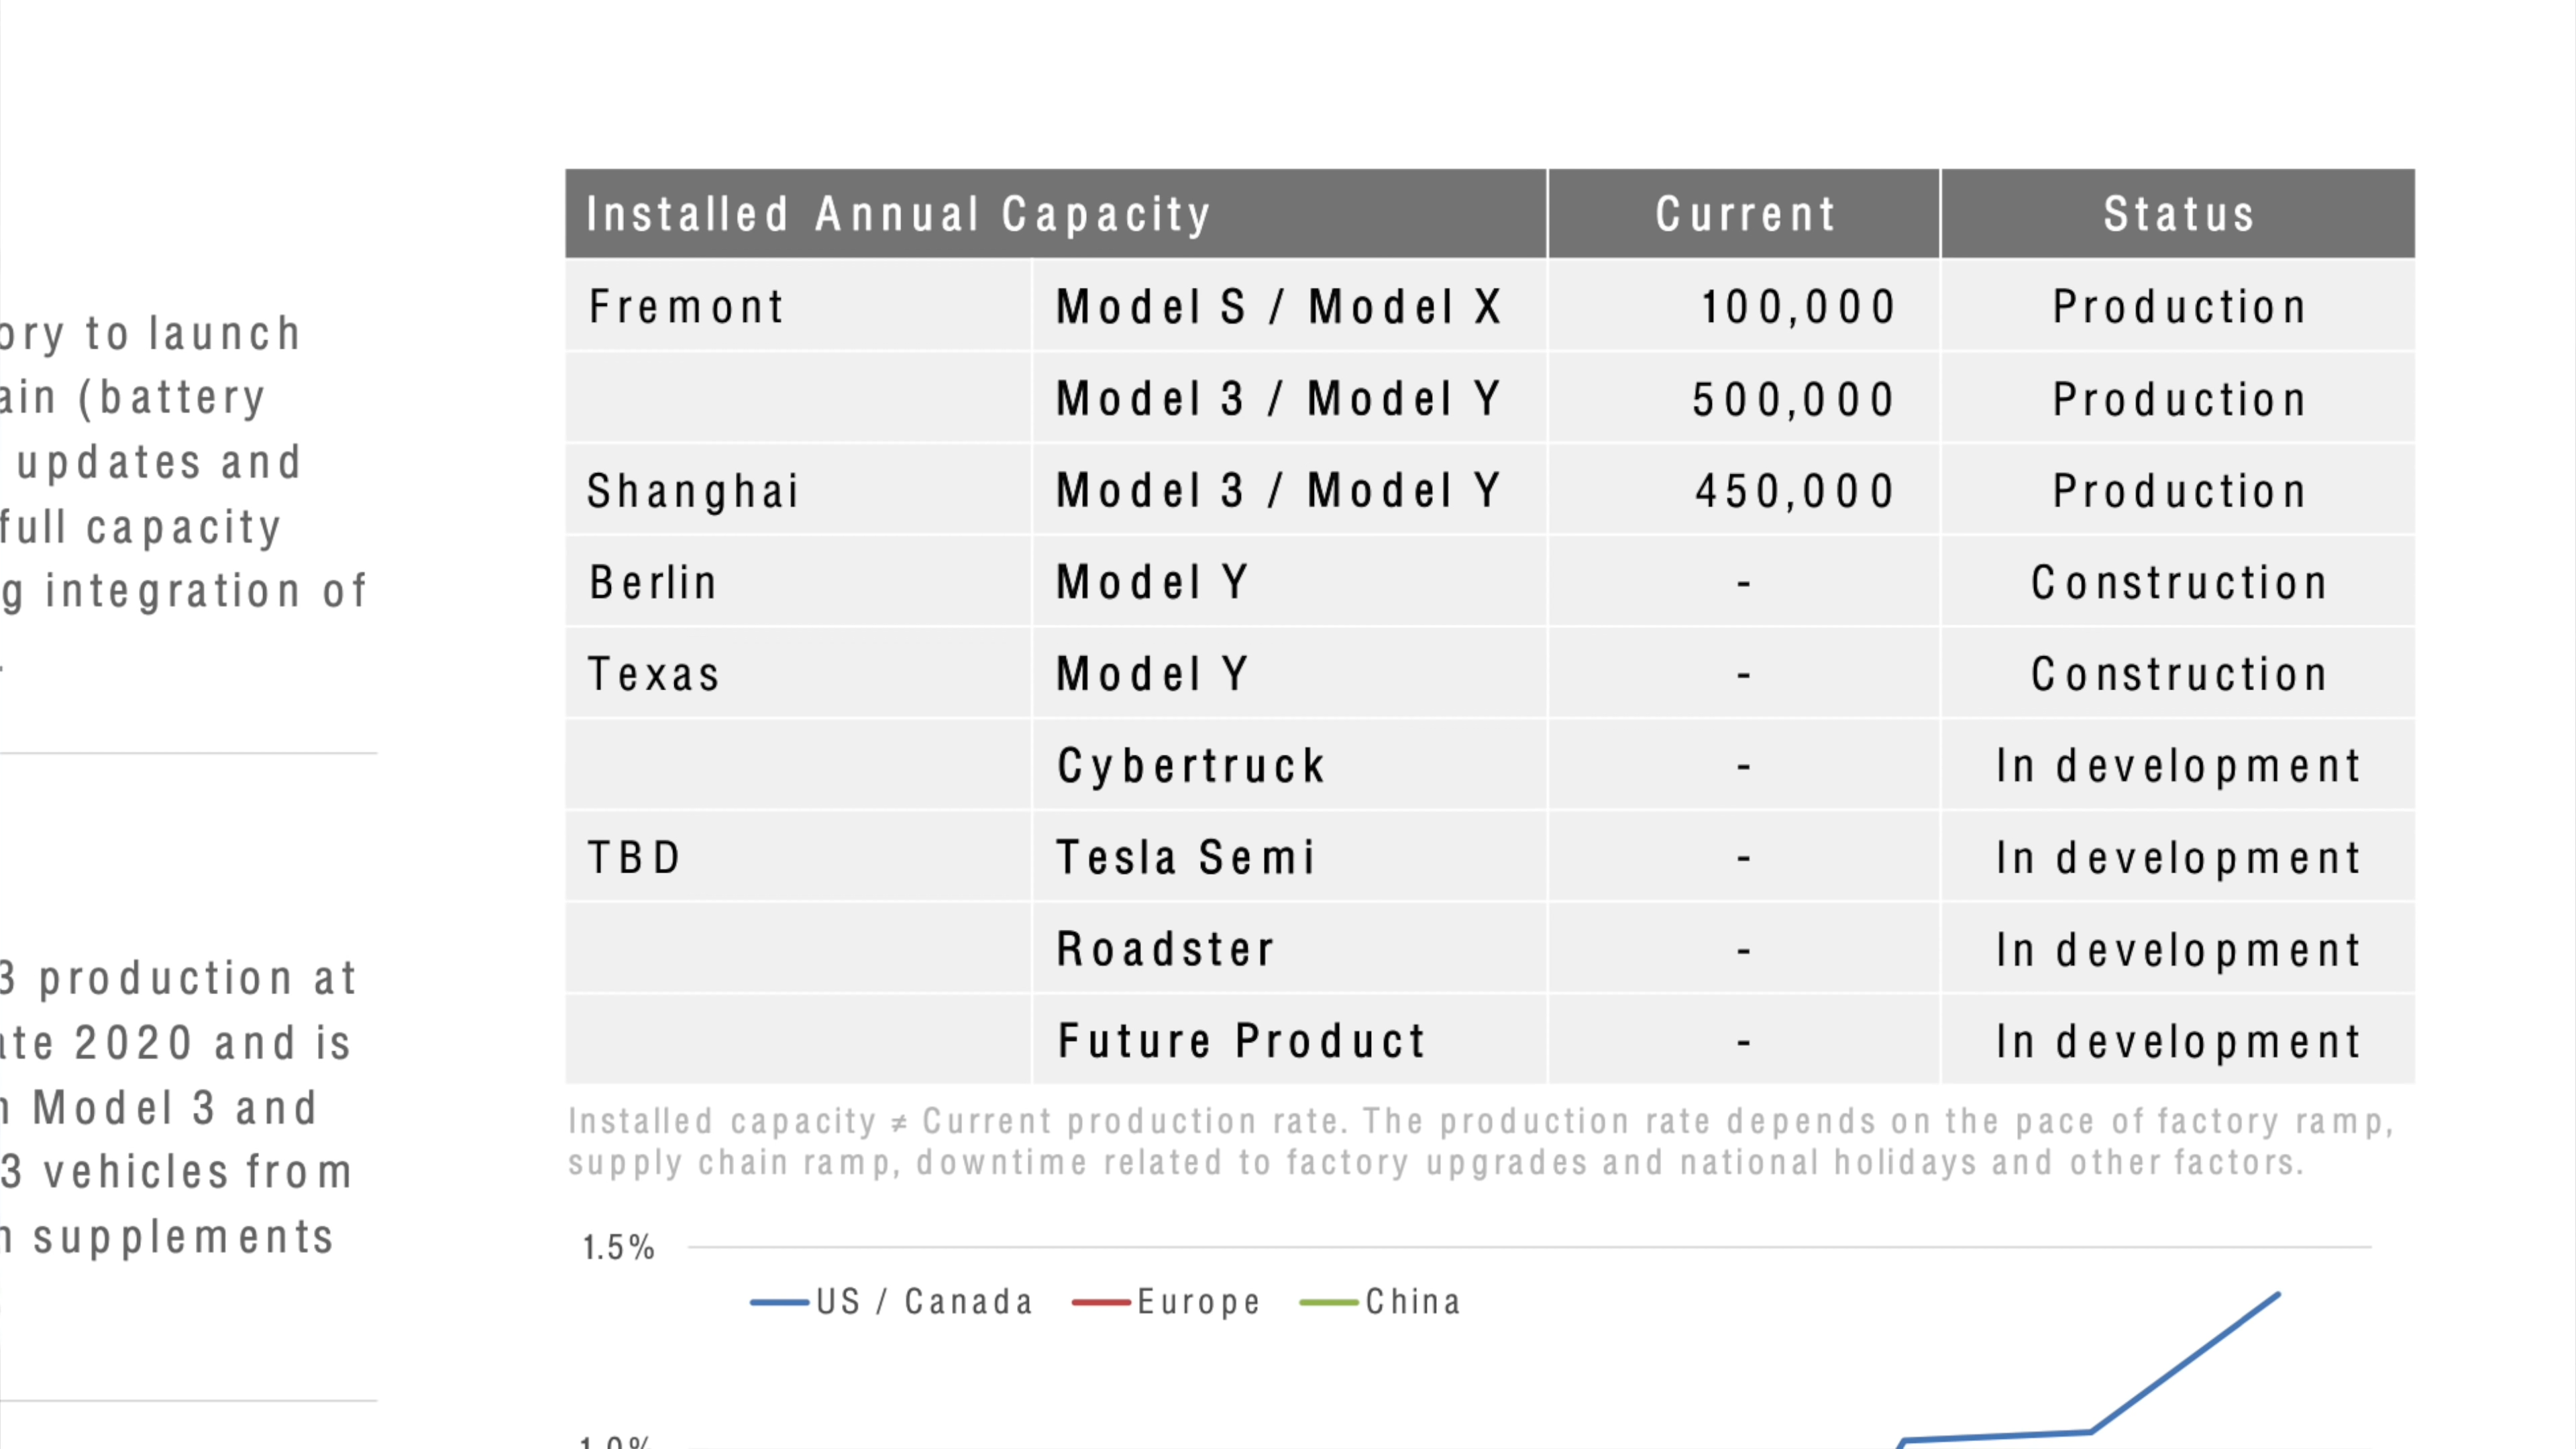 ory to launch
ain (battery
updates and
full capacity
g integration of
3 production at
ate 2020 and is
Model 3 and
3 vehicles from
supplements
Installed Annual Capacity Current Status
Fremont Model S / Model X 100,000 Production
Model 3 / Model Y 500,000 Production
Shanghai Model 3 / Model Y 450,000 Production
Berlin Model Y - Construction
Texas Model Y - Construction
Cybertruck - In development
TBD Tesla Semi - In development
Roadster - In development
Future Product - In development
Installed capacity ≠ Current production rate. The production rate depends on the pace of factory ramp,
supply chain ramp, downtime related to factory upgrades and national holidays and other factors.
1.5%
US / Canada Europe China
1.0%